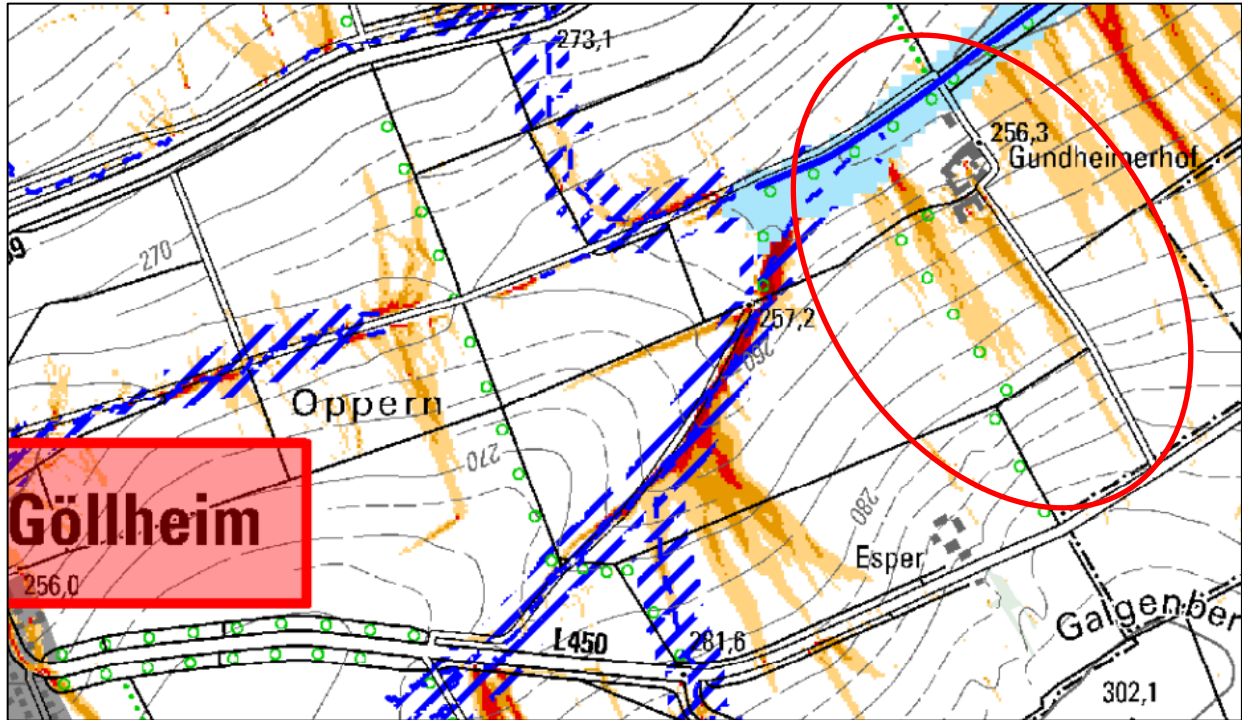 273,1
256,3
Gundheimerhof
270
257,2
260
Oppern
270
Göllheim
280
Esper
256,0
L450
281,6
Galgenber
302,1